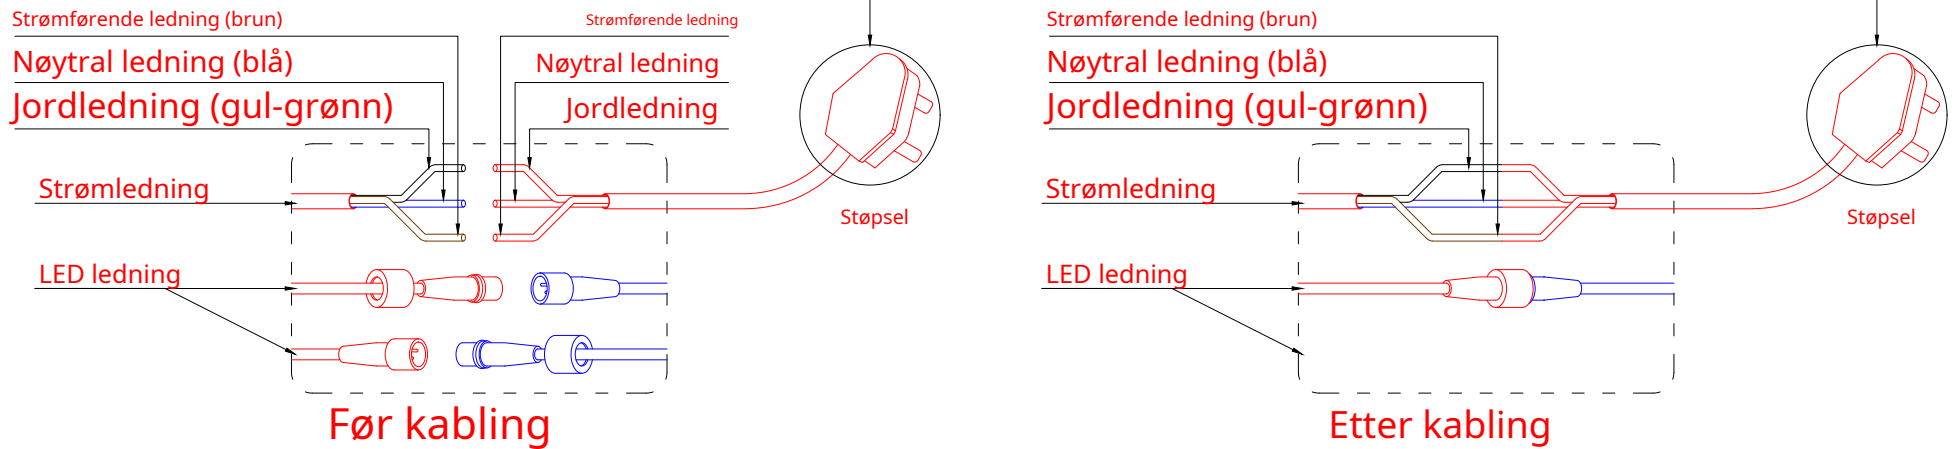 Strømførende ledning (brun)
Nøytral ledning (blå)
Jordledning (gul-grønn)
Strømførende ledning
Nøytral ledning
Jordledning
Strømledning
LED ledning
Støpsel
Før kabling
Strømførende ledning (brun)
Nøytral ledning (blå)
Jordledning (gul-grønn)
Strømledning
LED ledning
Støpsel
Etter kabling